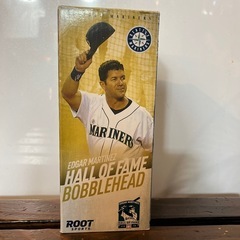 MARINERS
EDGAR MARTINEZ
HALL OF FAME
BOBBLEHEAD
ROOT
SPORTS